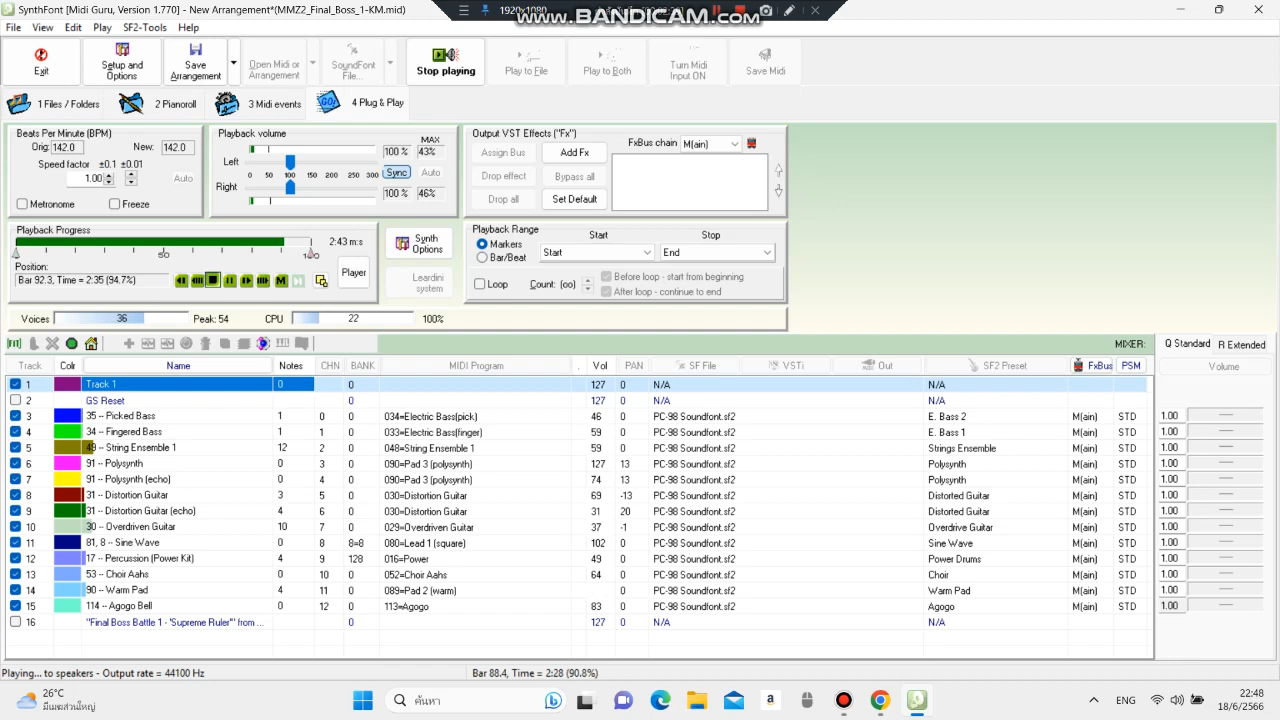 SynthFont [Midi Guru], Version 1.770] - New Arrangement*(MMZ2_Final_Boss_1-KM.mid)
1920x1080
www.BANDICAM.com
File View Edit Play SF2-Tools Help
Exit
Setup and Options
Save Arrangement
Open Midi or Arrangement
SoundFont File...
Stop playing
Play to File
Play to Both
Turn Midi Input ON
Save Midi
1 Files / Folders
2 Pianoroll
3 Midi events
4 Plug & Play
Beats Per Minute (BPM)
Orig: 142.0 New: 142.0
Speed factor ±0.1 ±0.01
1.00 Auto
Metronome Freeze
Playback volume
MAX
Left 100 % 43%
0 50 100 150 200 250 300 Sync Auto
Right 100 % 46%
Output VST Effects ("Fx")
FxBus chain M(ain)
Assign Bus Add Fx
Drop effect Bypass all
Drop all Set Default
Playback Progress
2:43 m:s
50 100
Position:
Bar 92.3, Time = 2:35 (94.7%)
M
Player
Synth Options
Leardini system
Playback Range
Start Stop
Markers Start End
Bar/Beat
Loop Count: (oo)
Before loop - start from beginning
After loop - continue to end
Voices 36 Peak: 54 CPU 22 100%
MIXER: Q Standard R Extended
Track Colr Name Notes CHN BANK MIDI Program . Vol PAN SF File VSTi Out SF2 Preset FxBus PSM Volume
1 Track 1 0 0 127 0 N/A N/A
2 GS Reset 0 127 0 N/A N/A
3 35 -- Picked Bass 1 0 0 034=Electric Bass(pick) 46 0 PC-98 Soundfont.sf2 E. Bass 2 M(ain) STD 1.00
4 34 -- Fingered Bass 1 1 0 033=Electric Bass(finger) 59 0 PC-98 Soundfont.sf2 E. Bass 1 M(ain) STD 1.00
5 49 -- String Ensemble 1 12 2 0 048=String Ensemble 1 59 0 PC-98 Soundfont.sf2 Strings Ensemble M(ain) STD 1.00
6 91 -- Polysynth 0 3 0 090=Pad 3 (polysynth) 127 13 PC-98 Soundfont.sf2 Polysynth M(ain) STD 1.00
7 91 -- Polysynth (echo) 0 4 0 090=Pad 3 (polysynth) 74 13 PC-98 Soundfont.sf2 Polysynth M(ain) STD 1.00
8 31 -- Distortion Guitar 3 5 0 030=Distortion Guitar 69 -13 PC-98 Soundfont.sf2 Distorted Guitar M(ain) STD 1.00
9 31 -- Distortion Guitar (echo) 4 6 0 030=Distortion Guitar 31 20 PC-98 Soundfont.sf2 Distorted Guitar M(ain) STD 1.00
10 30 -- Overdriven Guitar 10 7 0 029=Overdriven Guitar 37 -1 PC-98 Soundfont.sf2 Overdrive Guitar M(ain) STD 1.00
11 81, 8 -- Sine Wave 0 8 8=8 080=Lead 1 (square) 102 0 PC-98 Soundfont.sf2 Sine Wave M(ain) STD 1.00
12 17 -- Percussion (Power Kit) 4 9 128 016=Power 49 0 PC-98 Soundfont.sf2 Power Drums M(ain) STD 1.00
13 53 -- Choir Aahs 0 10 0 052=Choir Aahs 64 0 PC-98 Soundfont.sf2 Choir M(ain) STD 1.00
14 90 -- Warm Pad 4 11 0 089=Pad 2 (warm) 0 PC-98 Soundfont.sf2 Warm Pad M(ain) STD 1.00
15 114 -- Agogo Bell 0 12 0 113=Agogo 83 0 PC-98 Soundfont.sf2 Agogo M(ain) STD 1.00
16 "Final Boss Battle 1 - 'Supreme Ruler'" from ... 0 127 0 N/A N/A
Playing... to speakers - Output rate = 44100 Hz Bar 88.4, Time = 2:28 (90.8%)
26°C
มีเมฆส่วนใหญ่
ค้นหา
ENG
22:48
18/6/2566